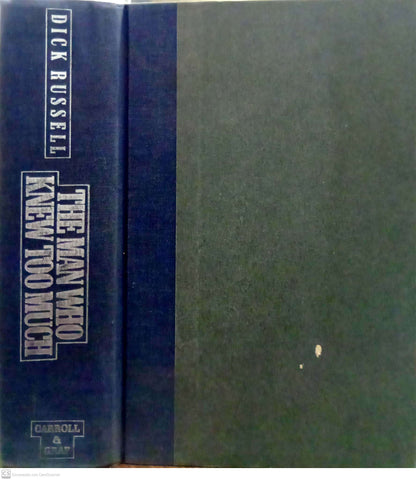 DICK RUSSELL
THE MAN WHO
KNEW TOO MUCH
CARROLL
&
GRAF